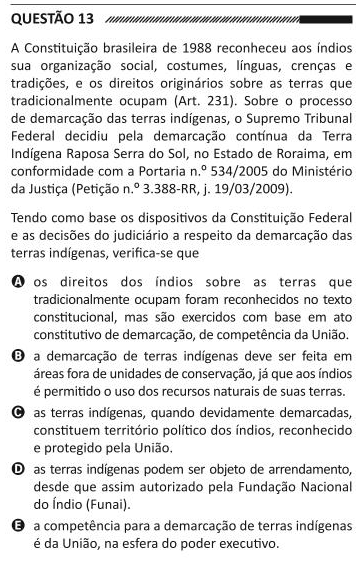 QUESTÃO 13
A Constituição brasileira de 1988 reconheceu aos índios
sua organização social, costumes, línguas, crenças e
tradições, e os direitos originários sobre as terras que
tradicionalmente ocupam (Art. 231). Sobre o processo
de demarcação das terras indígenas, o Supremo Tribunal
Federal decidiu pela demarcação contínua da Terra
Indígena Raposa Serra do Sol, no Estado de Roraima, em
conformidade com a Portaria n.º 534/2005 do Ministério
da Justiça (Petição n.º 3.388-RR, j. 19/03/2009).
Tendo como base os dispositivos da Constituição Federal
e as decisões do judiciário a respeito da demarcação das
terras indígenas, verifica-se que
A os direitos dos índios sobre as terras que
tradicionalmente ocupam foram reconhecidos no texto
constitucional, mas são exercidos com base em ato
constitutivo de demarcação, de competência da União.
B a demarcação de terras indígenas deve ser feita em
áreas fora de unidades de conservação, já que aos índios
é permitido o uso dos recursos naturais de suas terras.
C as terras indígenas, quando devidamente demarcadas,
constituem território político dos índios, reconhecido
e protegido pela União.
D as terras indígenas podem ser objeto de arrendamento,
desde que assim autorizado pela Fundação Nacional
do Índio (Funai).
E a competência para a demarcação de terras indígenas
é da União, na esfera do poder executivo.